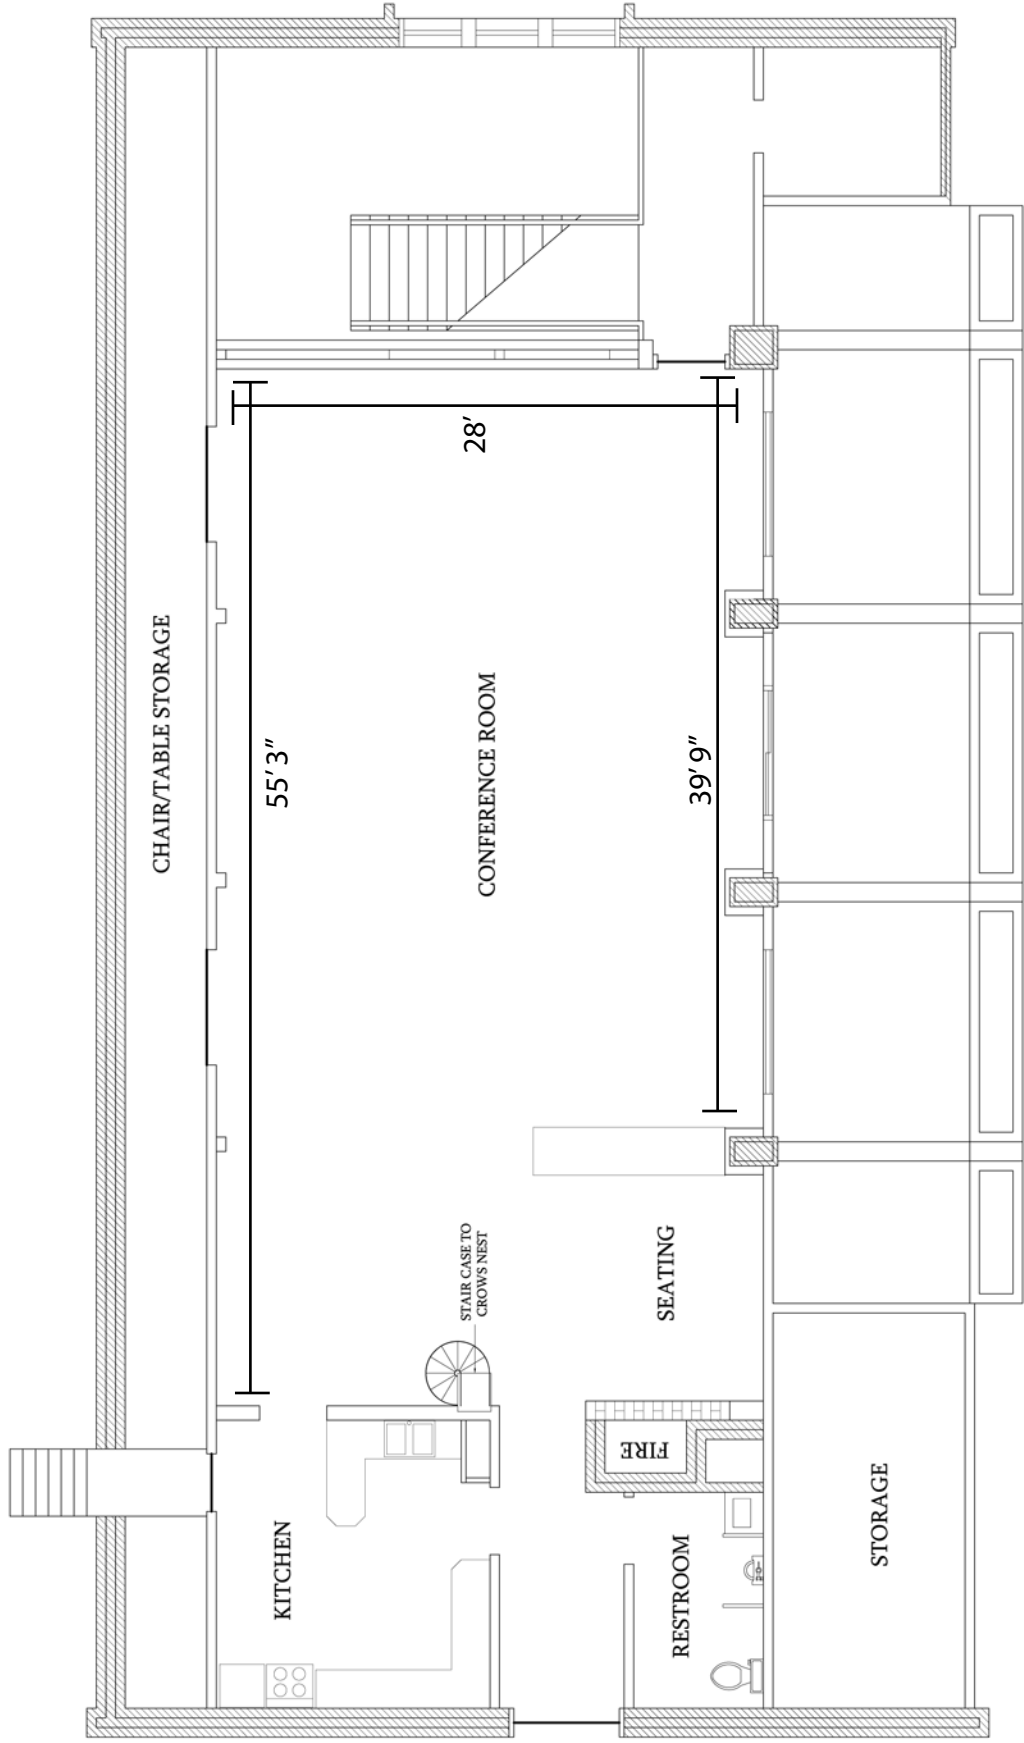 28′
CHAIR/TABLE STORAGE
55′ 3″
CONFERENCE ROOM
39′ 9″
STAIR CASE TO
CROWS NEST
SEATING
FIRE
KITCHEN
RESTROOM
STORAGE